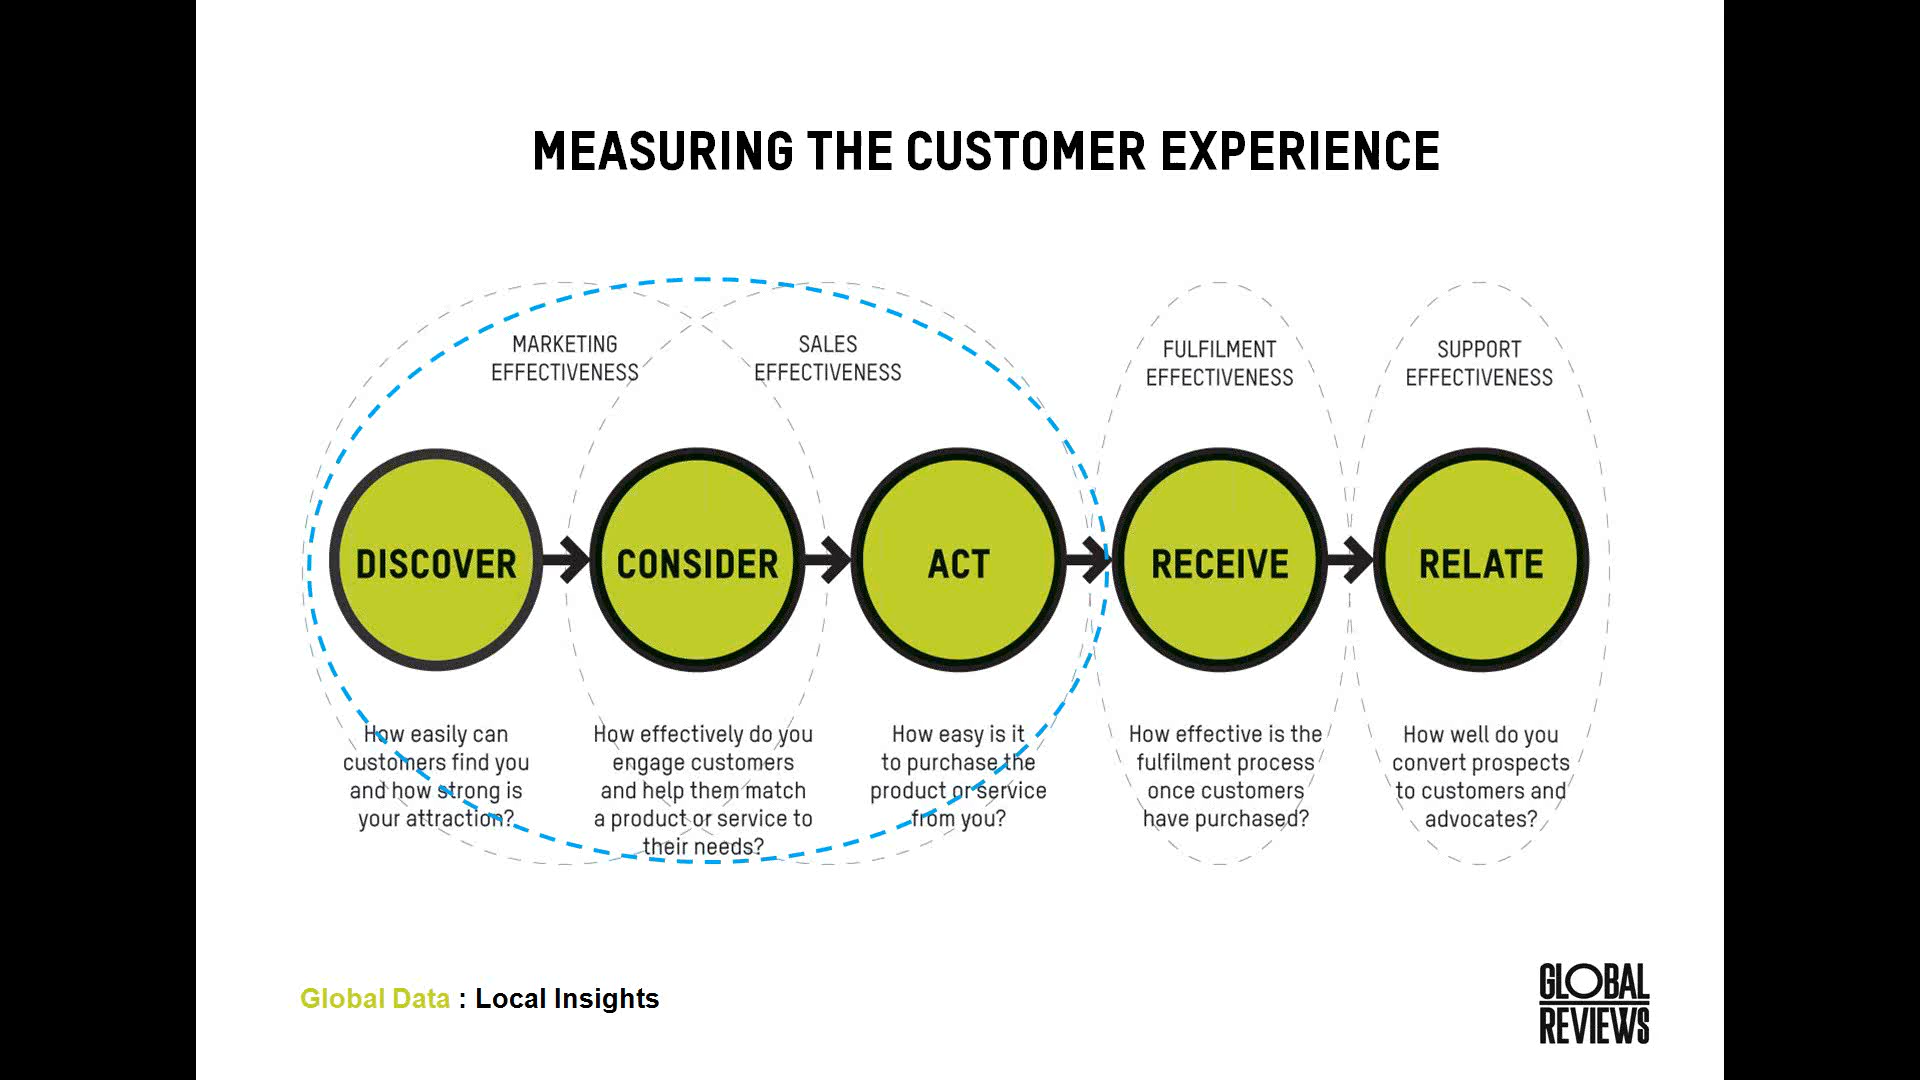 MEASURING THE CUSTOMER EXPERIENCE
MARKETING
EFFECTIVENESS
SALES
EFFECTIVENESS
FULFILMENT
EFFECTIVENESS
SUPPORT
EFFECTIVENESS
DISCOVER
CONSIDER
ACT
RECEIVE
RELATE
How easily can
customers find you
and how strong is
your attraction?
How effectively do you
engage customers
and help them match
a product or service to
their needs?
How easy is it
to purchase the
product or service
from you?
How effective is the
fulfilment process
once customers
have purchased?
How well do you
convert prospects
to customers and
advocates?
Global Data : Local Insights
GLOBAL
REVIEWS